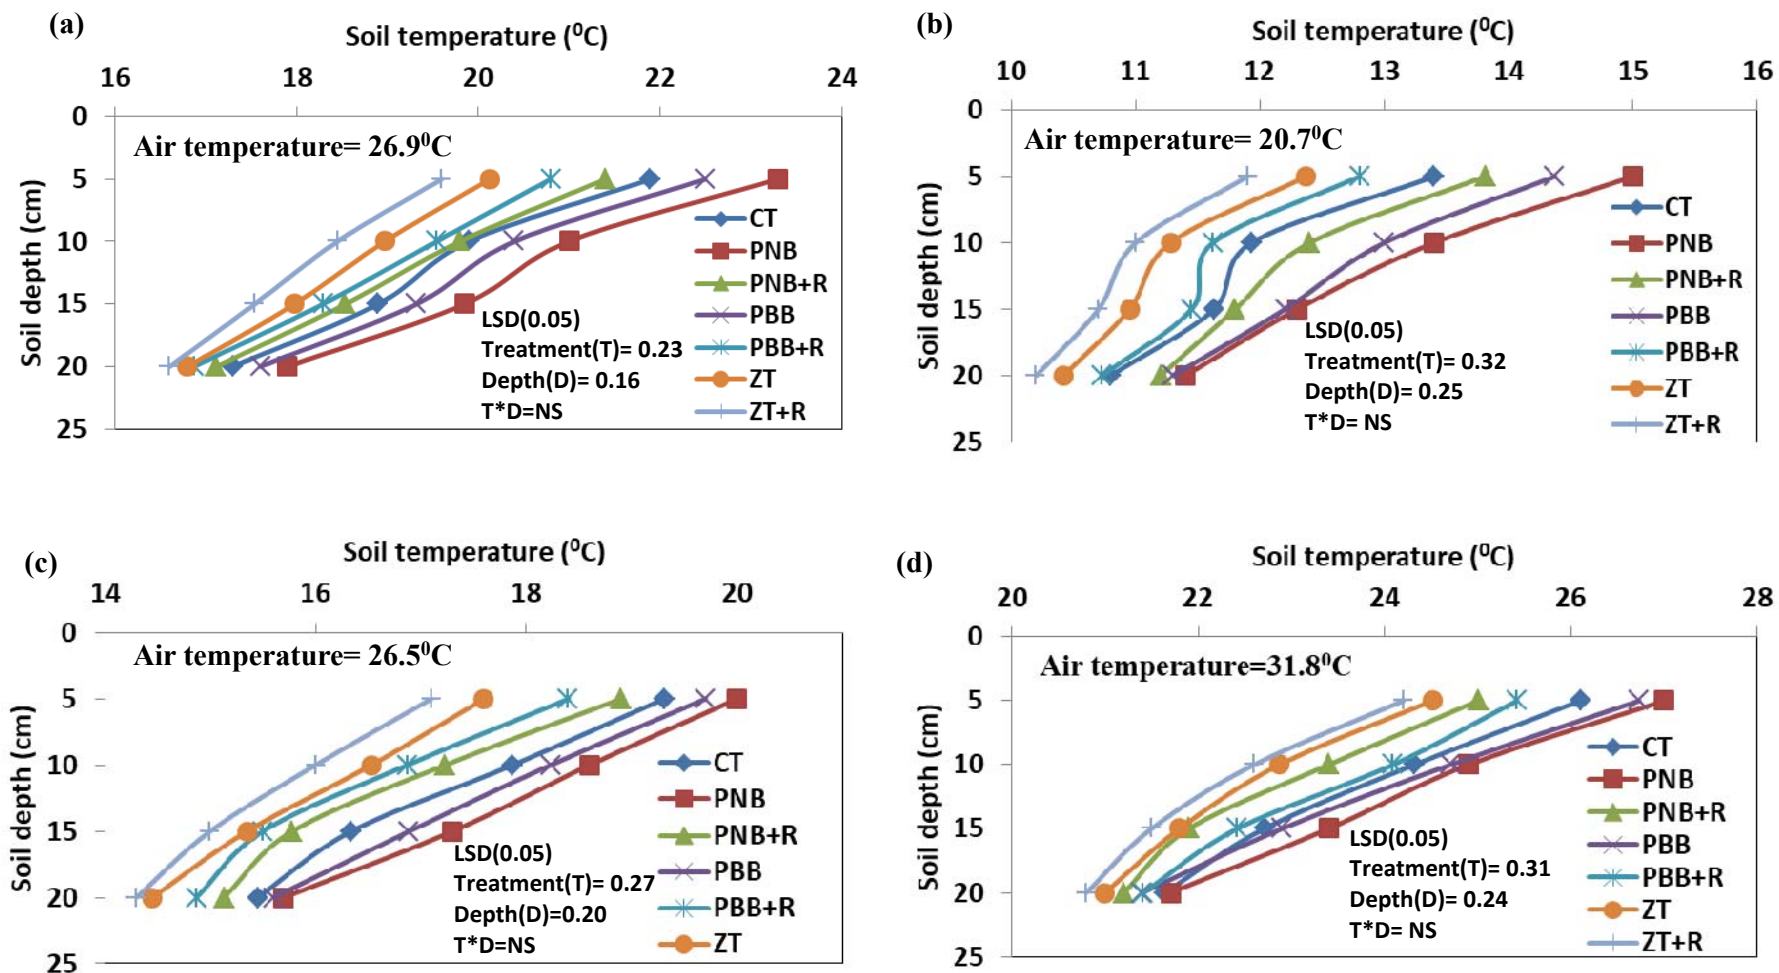 (a)
Soil temperature (⁰C)
16 18 20 22 24
0
5
10
15
20
25
Soil depth (cm)
Air temperature= 26.9⁰C
CT
PNB
PNB+R
PBB
PBB+R
ZT
ZT+R
LSD(0.05)
Treatment(T)= 0.23
Depth(D)= 0.16
T*D=NS
(b)
Soil temperature (⁰C)
10 11 12 13 14 15 16
0
5
10
15
20
25
Soil depth (cm)
Air temperature= 20.7⁰C
CT
PNB
PNB+R
PBB
PBB+R
ZT
ZT+R
LSD(0.05)
Treatment(T)= 0.32
Depth(D)= 0.25
T*D= NS
(c)
Soil temperature (⁰C)
14 16 18 20
0
5
10
15
20
25
Soil depth (cm)
Air temperature= 26.5⁰C
CT
PNB
PNB+R
PBB
PBB+R
ZT
LSD(0.05)
Treatment(T)= 0.27
Depth(D)=0.20
T*D=NS
(d)
Soil temperature (⁰C)
20 22 24 26 28
0
5
10
15
20
25
Soil depth (cm)
Air temperature=31.8⁰C
CT
PNB
PNB+R
PBB
PBB+R
ZT
ZT+R
LSD(0.05)
Treatment(T)= 0.31
Depth(D)= 0.24
T*D= NS